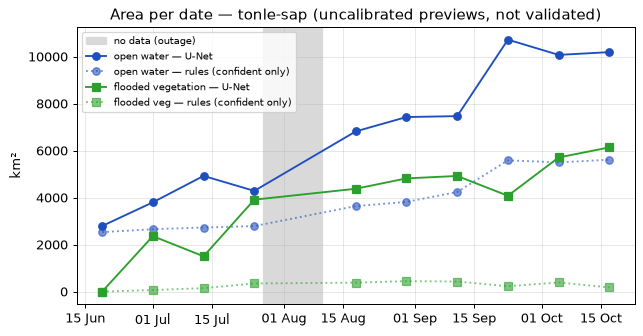 Area per date — tonle-sap (uncalibrated previews, not validated)
no data (outage)
open water — U-Net
open water — rules (confident only)
flooded vegetation — U-Net
flooded veg — rules (confident only)
km²
10000
8000
6000
4000
2000
0
15 Jun
01 Jul
15 Jul
01 Aug
15 Aug
01 Sep
15 Sep
01 Oct
15 Oct